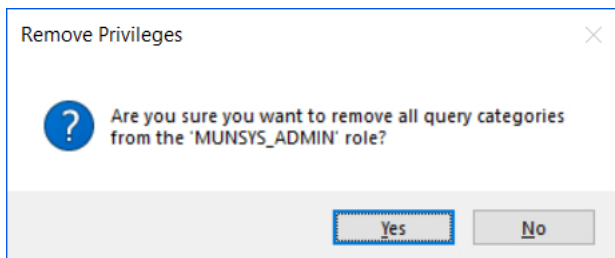 Remove Privileges
Are you sure you want to remove all query categories
from the 'MUNSYS_ADMIN' role?
Yes
No